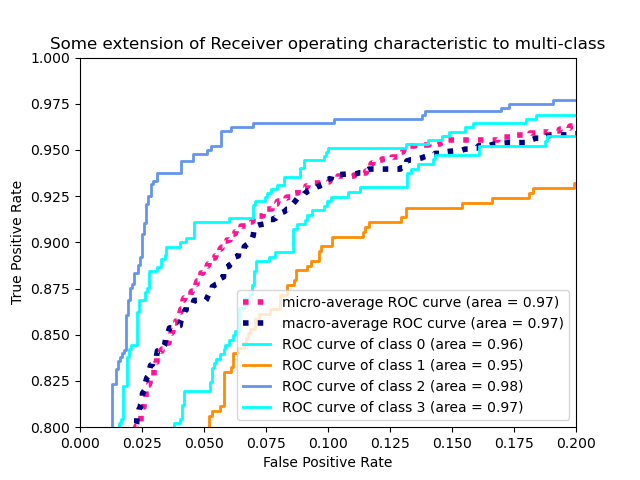 Some extension of Receiver operating characteristic to multi-class
1.000
0.975
0.950
0.925
0.900
0.875
0.850
0.825
0.800
True Positive Rate
micro-average ROC curve (area = 0.97)
macro-average ROC curve (area = 0.97)
ROC curve of class 0 (area = 0.96)
ROC curve of class 1 (area = 0.95)
ROC curve of class 2 (area = 0.98)
ROC curve of class 3 (area = 0.97)
0.000 0.025 0.050 0.075 0.100 0.125 0.150 0.175 0.200
False Positive Rate